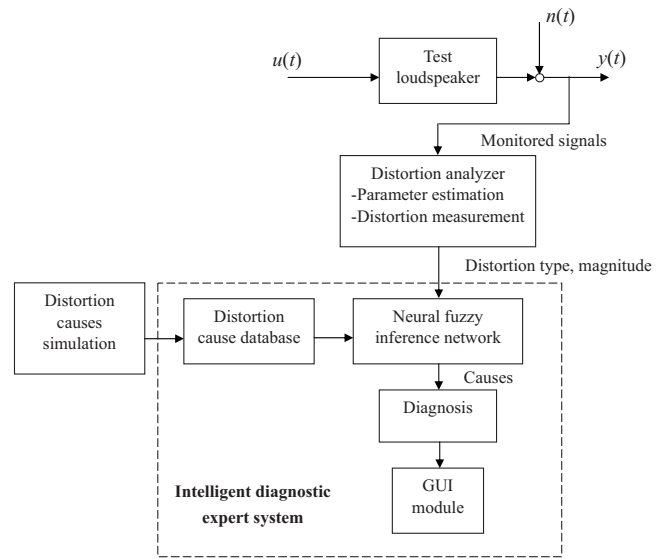 n(t)
u(t)
Test
loudspeaker
y(t)
Monitored signals
Distortion analyzer
-Parameter estimation
-Distortion measurement
Distortion type, magnitude
Distortion
causes
simulation
Distortion
cause database
Neural fuzzy
inference network
Causes
Diagnosis
Intelligent diagnostic
expert system
GUI
module